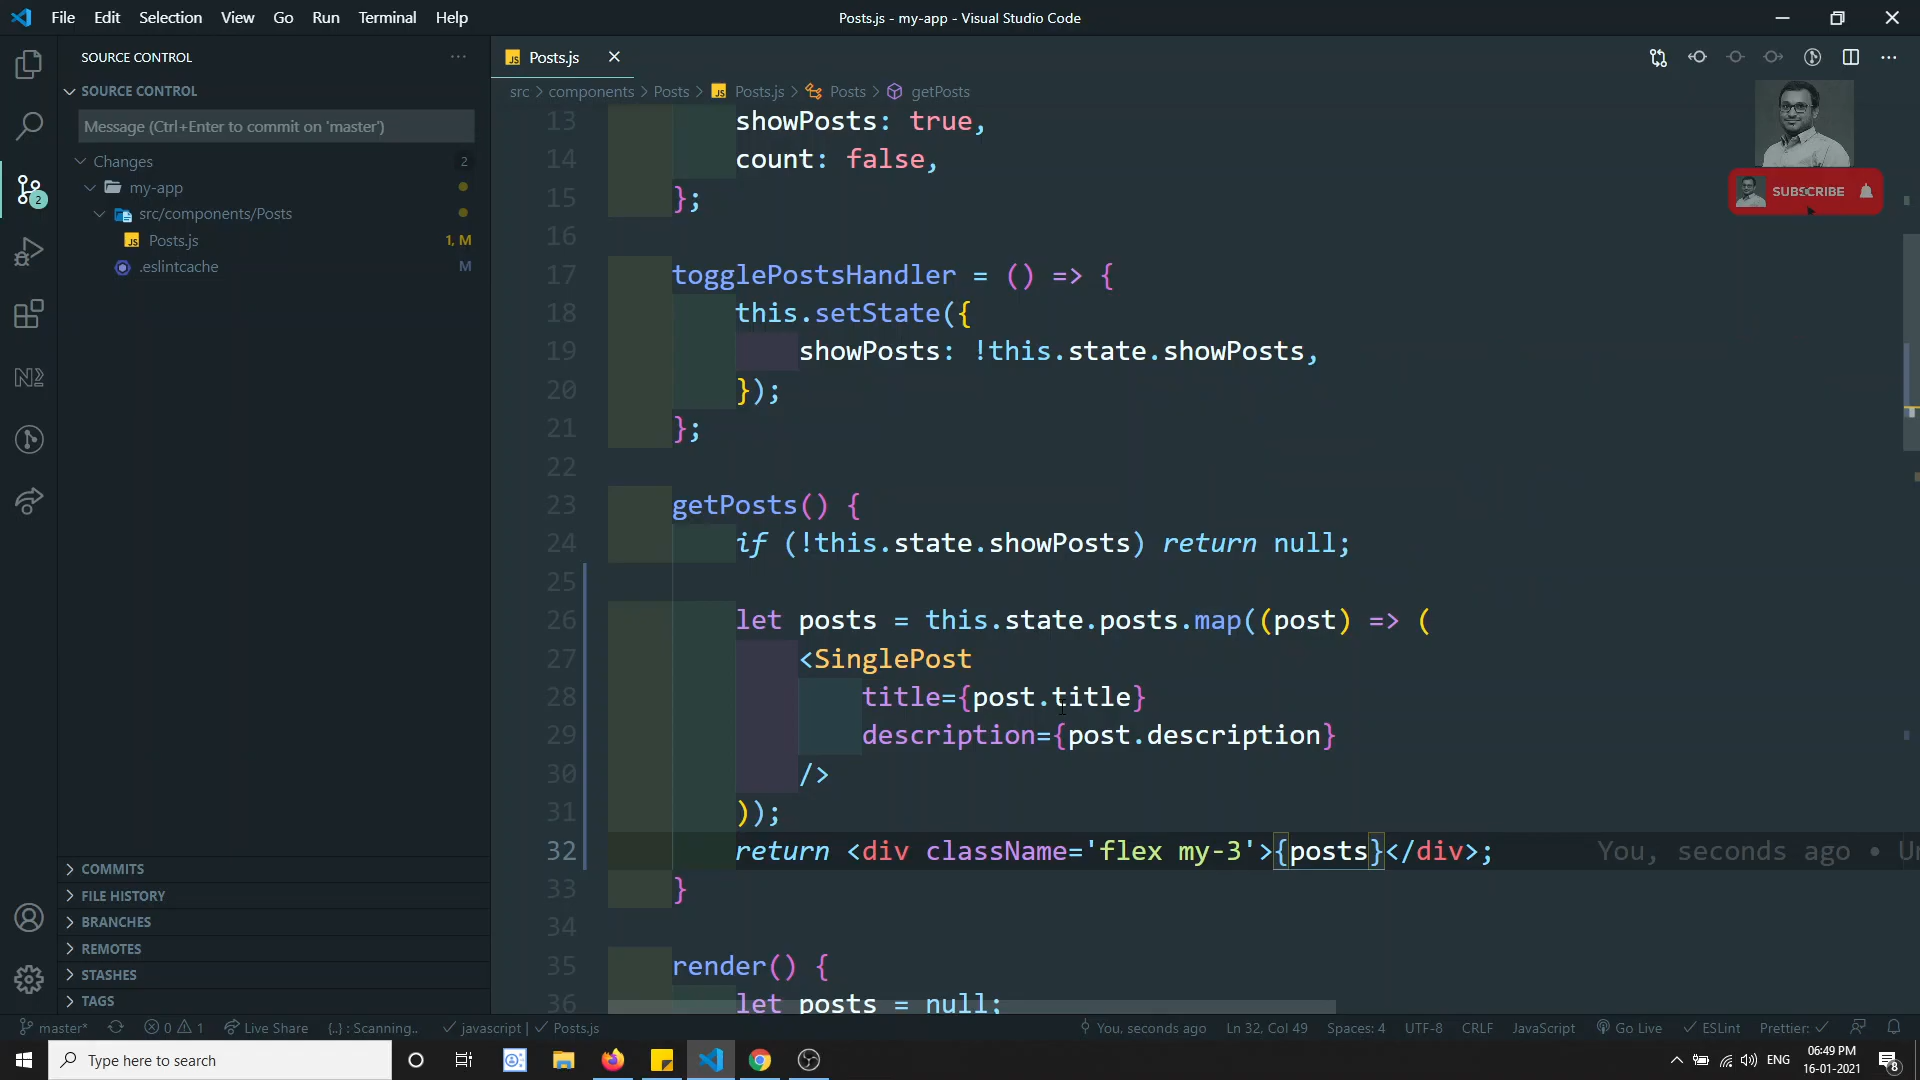 File Edit Selection View Go Run Terminal Help
Posts.js - my-app - Visual Studio Code
SOURCE CONTROL
Posts.js
SOURCE CONTROL
src > components > Posts > JS Posts.js > Posts > getPosts
Message (Ctrl+Enter to commit on 'master')
Changes 2
my-app
src/components/Posts
JS Posts.js 1, M
.eslintcache M
2
SUBSCRIBE
13 showPosts: true,
14 count: false,
15 };
16
17 togglePostsHandler = () => {
18 this.setState({
19 showPosts: !this.state.showPosts,
20 });
21 };
22
23 getPosts() {
24 if (!this.state.showPosts) return null;
25
26 let posts = this.state.posts.map((post) => (
27 <SinglePost
28 title={post.title}
29 description={post.description}
30 />
31 ));
32 return <div className='flex my-3'>{posts}</div>; You, seconds ago • Un
33 }
34
35 render() {
36 let posts = null;
COMMITS
FILE HISTORY
BRANCHES
REMOTES
STASHES
TAGS
master* 0 1 Live Share {..} : Scanning.. javascript | Posts.js You, seconds ago Ln 32, Col 49 Spaces: 4 UTF-8 CRLF JavaScript Go Live ESLint Prettier:
Type here to search
ENG
06:49 PM
16-01-2021
8